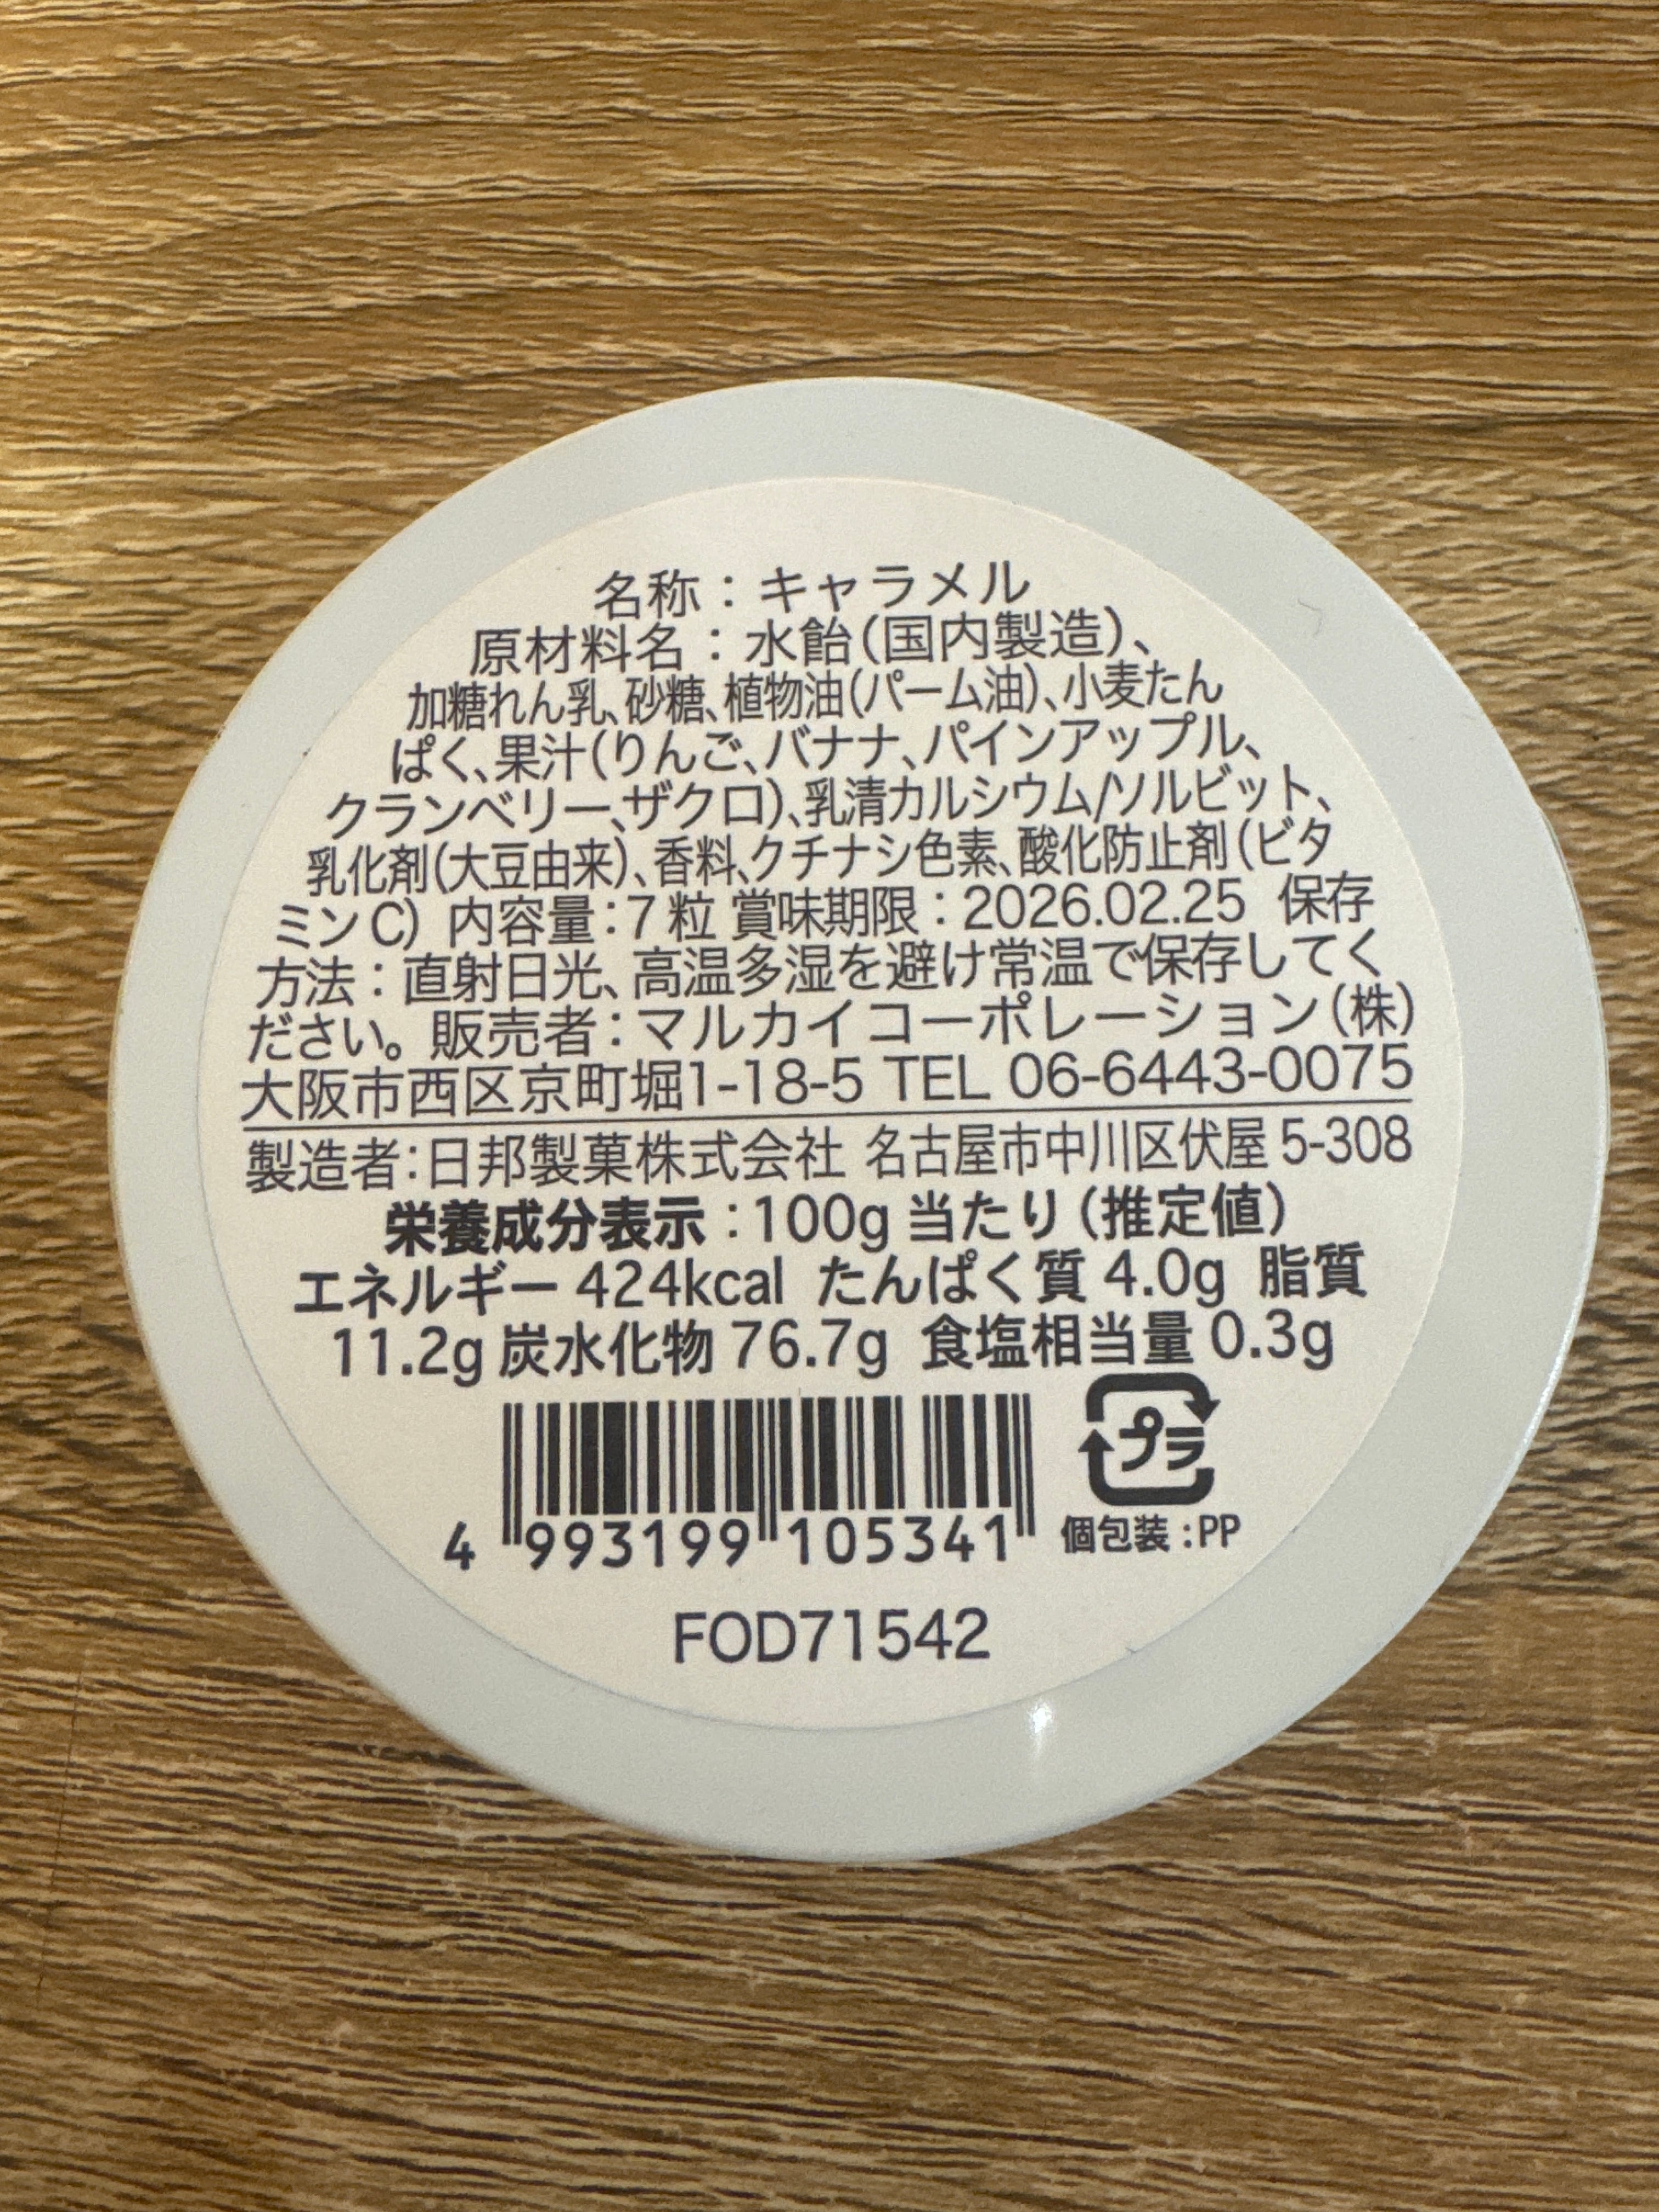 名称：キャラメル
原材料名：水飴(国内製造)、
加糖れん乳、砂糖、植物油(パーム油)、小麦たん
ぱく、果汁(りんご、バナナ、パインアップル、
クランベリー、ザクロ)、乳清カルシウム/ソルビット、
乳化剤(大豆由来)、香料、クチナシ色素、酸化防止剤(ビタ
ミンC) 内容量：7粒 賞味期限：2026.02.25 保存
方法：直射日光、高温多湿を避け常温で保存してく
ださい。販売者：マルカイコーポレーション(株)
大阪市西区京町堀1-18-5 TEL 06-6443-0075
製造者：日邦製菓株式会社 名古屋市中川区伏屋 5-308
栄養成分表示：100g 当たり(推定値)
エネルギー 424kcal たんぱく質 4.0g 脂質
11.2g 炭水化物 76.7g 食塩相当量 0.3g
プラ
4 993199 105341 個包装：PP
FOD71542